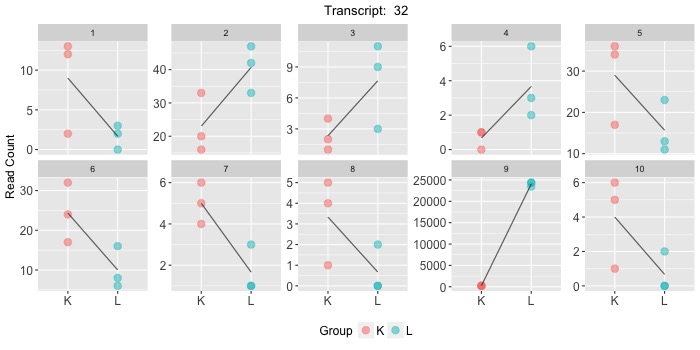 Transcript: 32
1 2 3 4 5
10 5 0
40 30 20
9 6 3
6 4 2 0
30 20 10
Read Count
6 7 8 9 10
30 20 10
6 4 2
5 4 3 2 1 0
25000 20000 15000 10000 5000 0
6 4 2 0
K L K L K L K L K L
Group K L